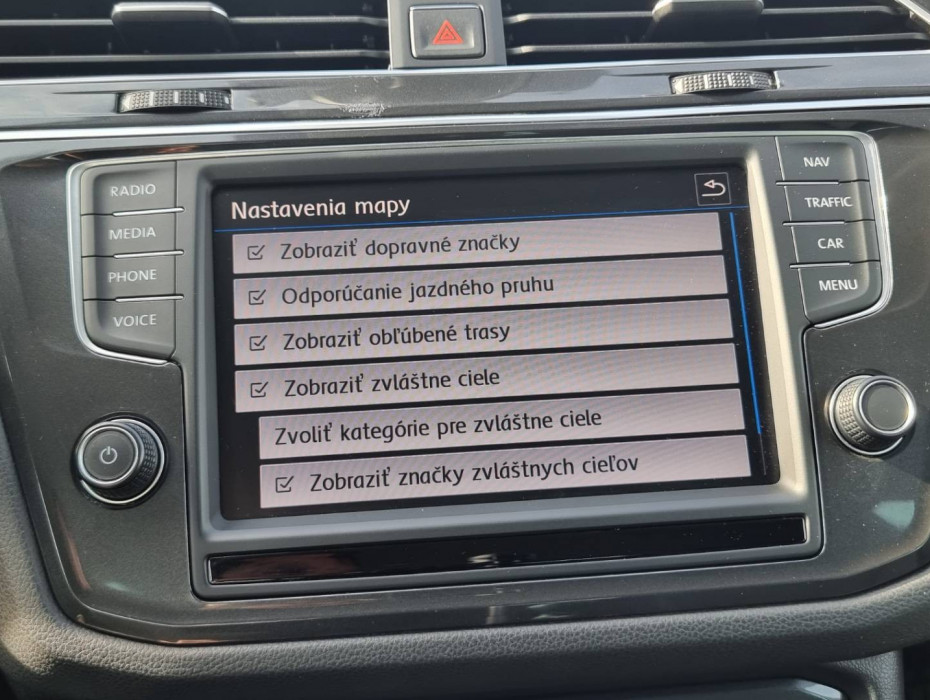 RADIO
MEDIA
PHONE
VOICE
Nastavenia mapy
Zobraziť dopravné značky
Odporúčanie jazdného pruhu
Zobraziť obľúbené trasy
Zobraziť zvláštne ciele
Zvoliť kategórie pre zvláštne ciele
Zobraziť značky zvláštnych cieľov
NAV
TRAFFIC
CAR
MENU